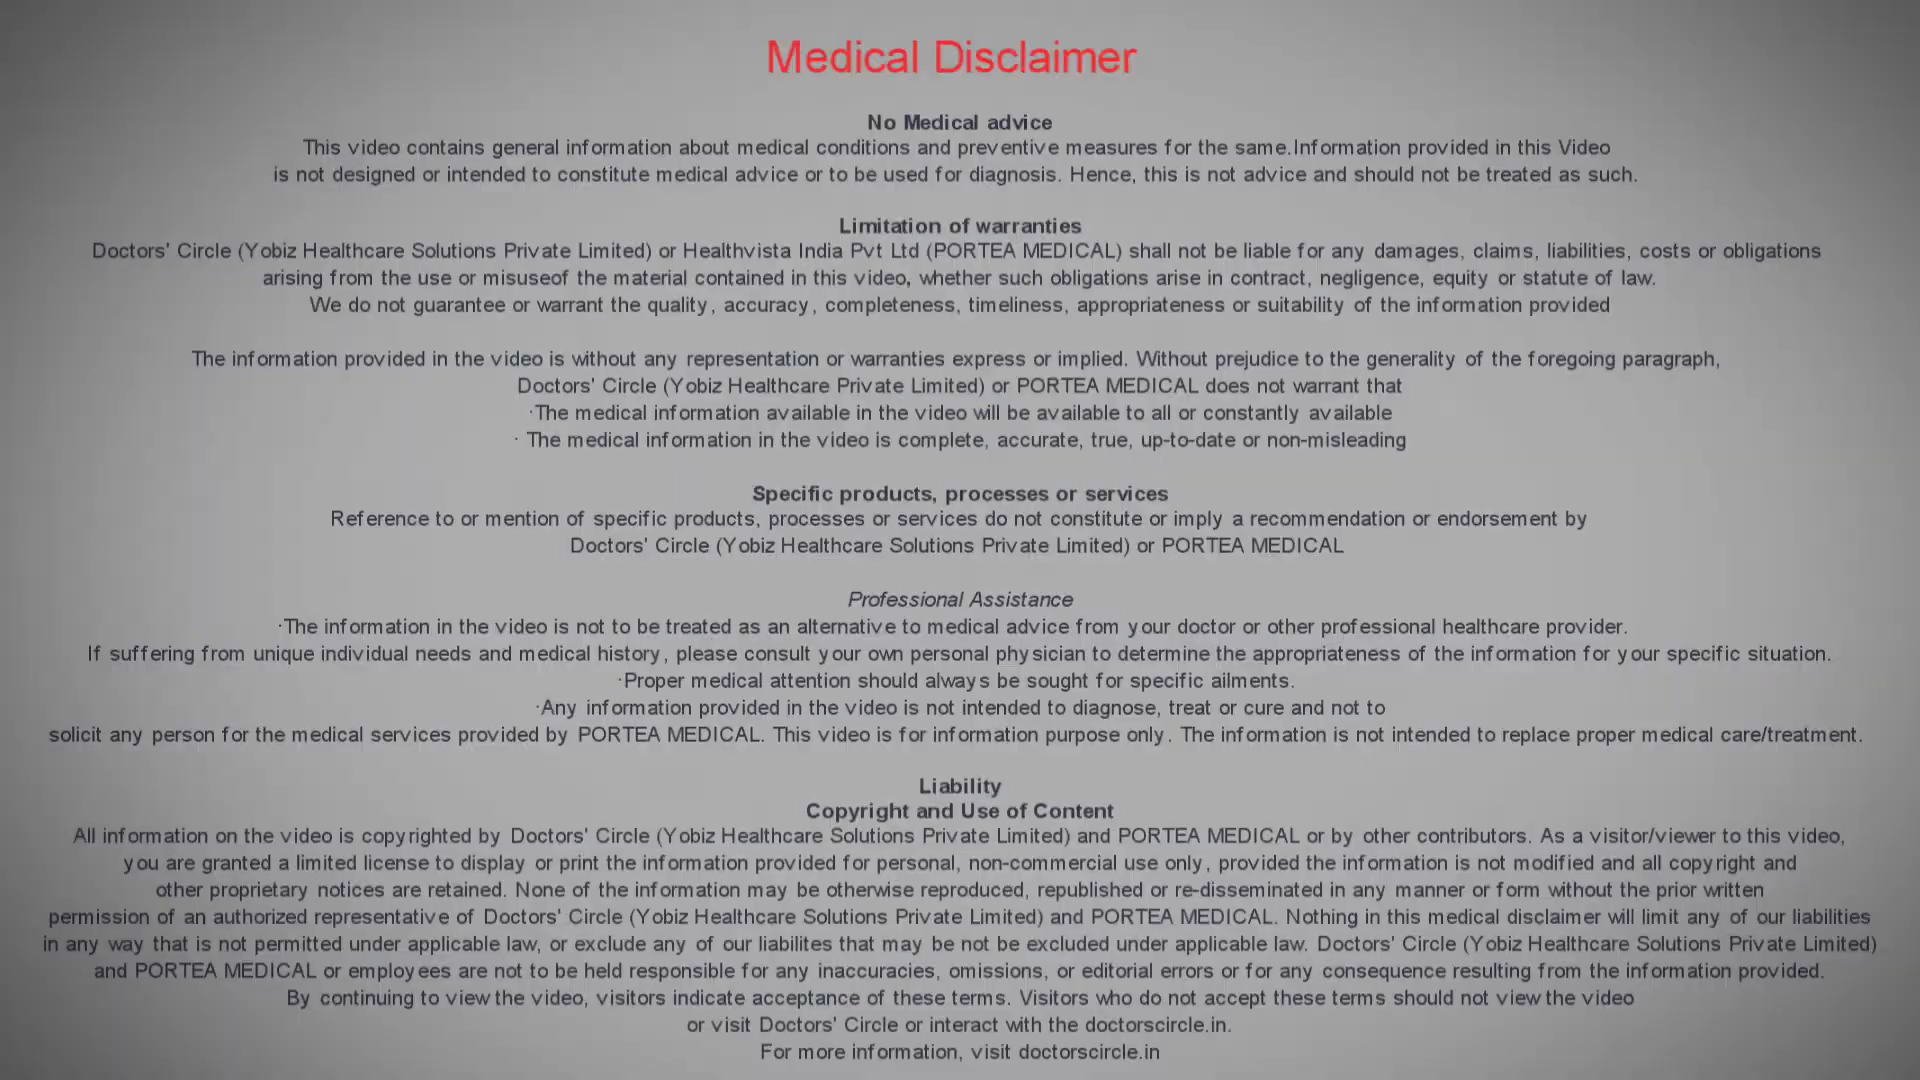 Medical Disclaimer
No Medical advice
This video contains general information about medical conditions and preventive measures for the same.Information provided in this Video
is not designed or intended to constitute medical advice or to be used for diagnosis. Hence, this is not advice and should not be treated as such.
Limitation of warranties
Doctors' Circle (Yobiz Healthcare Solutions Private Limited) or Healthvista India Pvt Ltd (PORTEA MEDICAL) shall not be liable for any damages, claims, liabilities, costs or obligations
arising from the use or misuseof the material contained in this video, whether such obligations arise in contract, negligence, equity or statute of law.
We do not guarantee or warrant the quality, accuracy, completeness, timeliness, appropriateness or suitability of the information provided
The information provided in the video is without any representation or warranties express or implied. Without prejudice to the generality of the foregoing paragraph,
Doctors' Circle (Yobiz Healthcare Private Limited) or PORTEA MEDICAL does not warrant that
·The medical information available in the video will be available to all or constantly available
· The medical information in the video is complete, accurate, true, up-to-date or non-misleading
Specific products, processes or services
Reference to or mention of specific products, processes or services do not constitute or imply a recommendation or endorsement by
Doctors' Circle (Yobiz Healthcare Solutions Private Limited) or PORTEA MEDICAL
Professional Assistance
·The information in the video is not to be treated as an alternative to medical advice from your doctor or other professional healthcare provider.
If suffering from unique individual needs and medical history, please consult your own personal physician to determine the appropriateness of the information for your specific situation.
·Proper medical attention should always be sought for specific ailments.
·Any information provided in the video is not intended to diagnose, treat or cure and not to
solicit any person for the medical services provided by PORTEA MEDICAL. This video is for information purpose only. The information is not intended to replace proper medical care/treatment.
Liability
Copyright and Use of Content
All information on the video is copyrighted by Doctors' Circle (Yobiz Healthcare Solutions Private Limited) and PORTEA MEDICAL or by other contributors. As a visitor/viewer to this video,
you are granted a limited license to display or print the information provided for personal, non-commercial use only, provided the information is not modified and all copyright and
other proprietary notices are retained. None of the information may be otherwise reproduced, republished or re-disseminated in any manner or form without the prior written
permission of an authorized representative of Doctors' Circle (Yobiz Healthcare Solutions Private Limited) and PORTEA MEDICAL. Nothing in this medical disclaimer will limit any of our liabilities
in any way that is not permitted under applicable law, or exclude any of our liabilites that may be not be excluded under applicable law. Doctors' Circle (Yobiz Healthcare Solutions Private Limited)
and PORTEA MEDICAL or employees are not to be held responsible for any inaccuracies, omissions, or editorial errors or for any consequence resulting from the information provided.
By continuing to view the video, visitors indicate acceptance of these terms. Visitors who do not accept these terms should not view the video
or visit Doctors' Circle or interact with the doctorscircle.in.
For more information, visit doctorscircle.in